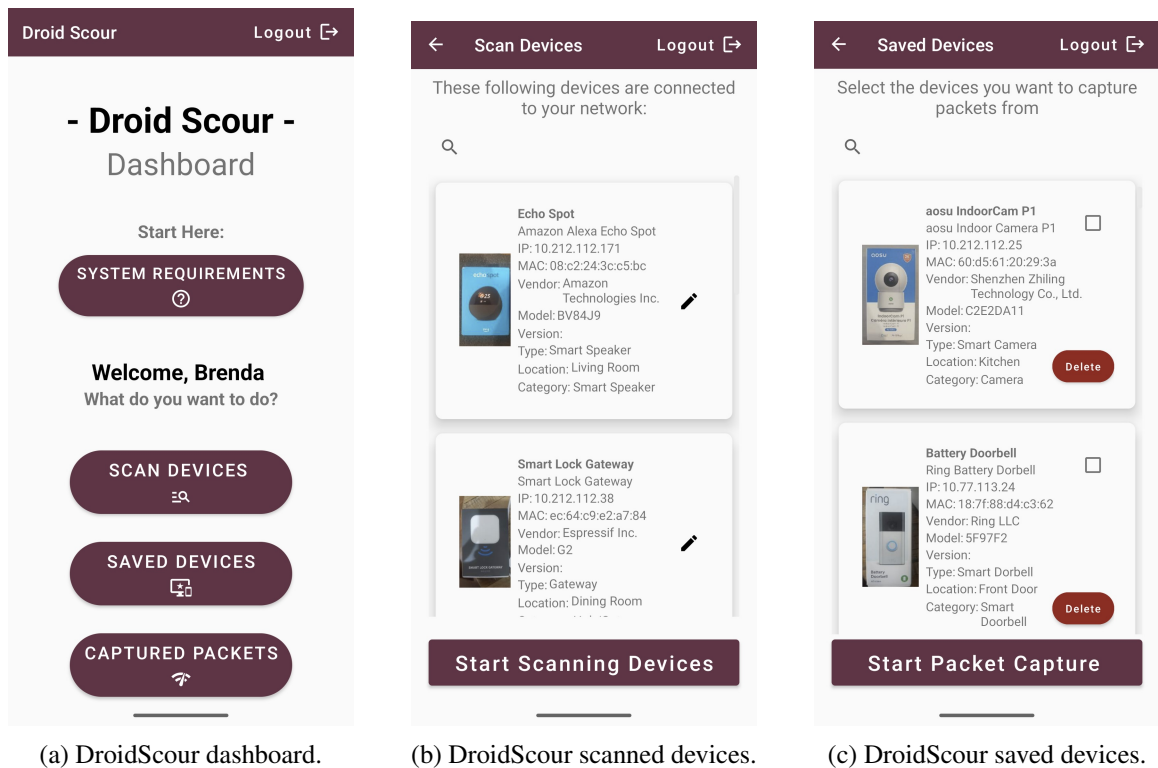 Droid Scour
Logout
- Droid Scour -
Dashboard
Start Here:
SYSTEM REQUIREMENTS
Welcome, Brenda
What do you want to do?
SCAN DEVICES
SAVED DEVICES
CAPTURED PACKETS
(a) DroidScour dashboard.
Scan Devices
Logout
These following devices are connected
to your network:
Echo Spot
Amazon Alexa Echo Spot
IP: 10.212.112.171
MAC: 08:c2:24:3c:c5:bc
Vendor: Amazon
Technologies Inc.
Model: BV84J9
Version:
Type: Smart Speaker
Location: Living Room
Category: Smart Speaker
echo spot
Smart Lock Gateway
Smart Lock Gateway
IP: 10.212.112.38
MAC: ec:64:c9:e2:a7:84
Vendor: Espressif Inc.
Model: G2
Version:
Type: Gateway
Location: Dining Room
SMART LOCK GATEWAY
Start Scanning Devices
(b) DroidScour scanned devices.
Saved Devices
Logout
Select the devices you want to capture
packets from
aosu IndoorCam P1
aosu Indoor Camera P1
IP: 10.212.112.25
MAC: 60:d5:61:20:29:3a
Vendor: Shenzhen Zhiling
Technology Co., Ltd.
Model: C2E2DA11
Version:
Type: Smart Camera
Location: Kitchen
Category: Camera
Delete
aosu
Battery Doorbell
Ring Battery Dorbell
IP: 10.77.113.24
MAC: 18:7f:88:d4:c3:62
Vendor: Ring LLC
Model: 5F97F2
Version:
Type: Smart Dorbell
Location: Front Door
Category: Smart
Doorbell
Delete
ring
Battery
Doorbell
Start Packet Capture
(c) DroidScour saved devices.